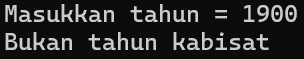 Masukkan tahun = 1900
Bukan tahun kabisat